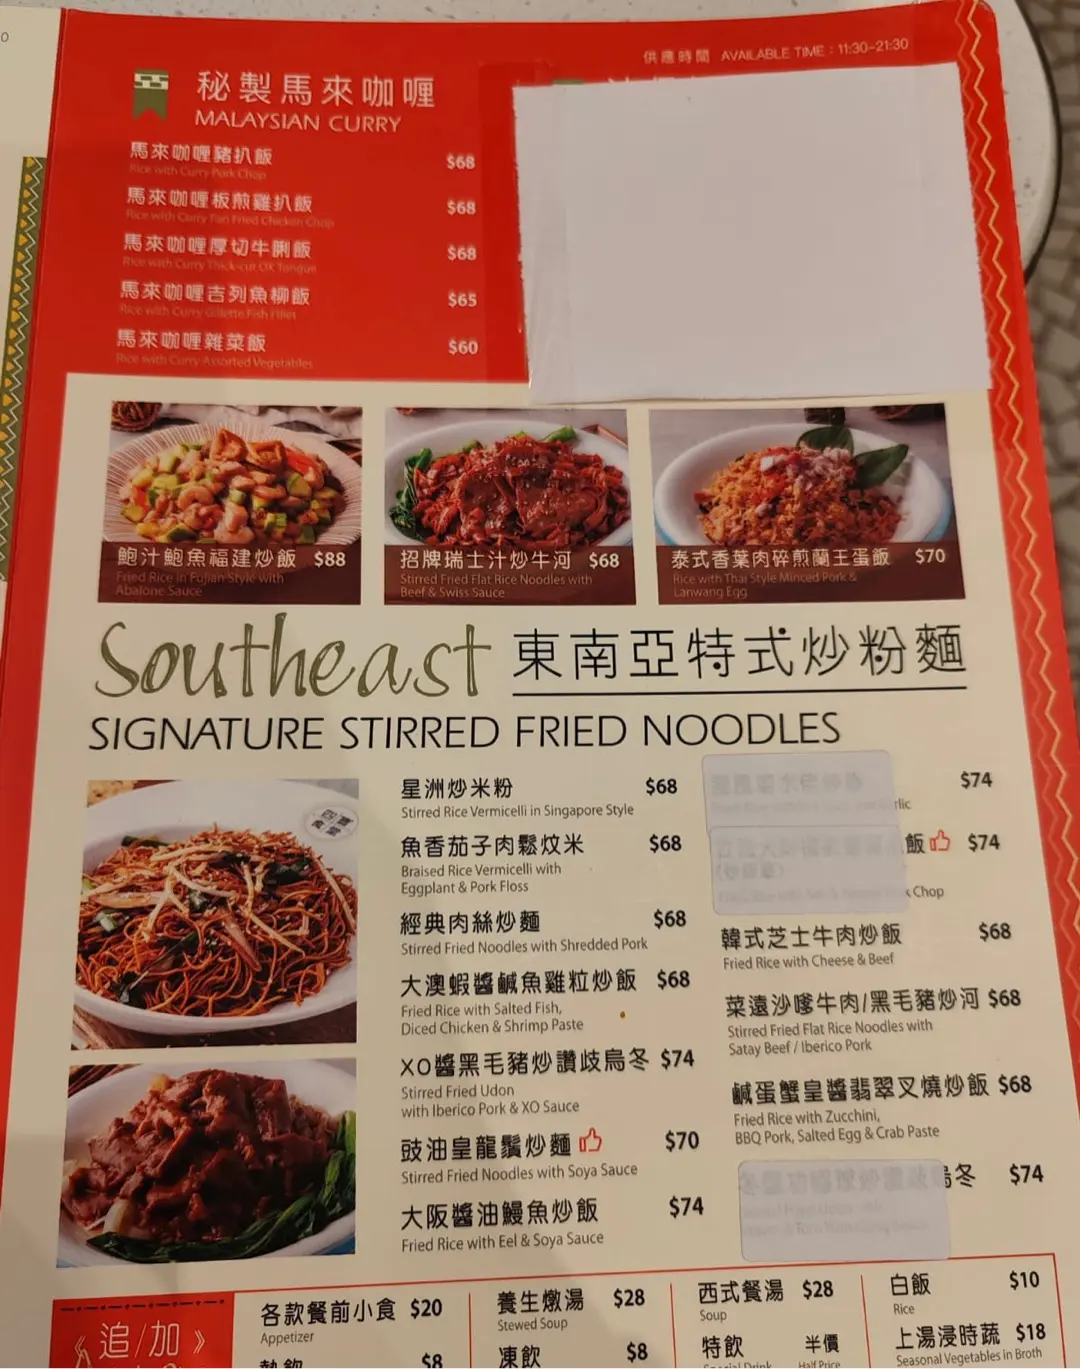 供應時間 AVAILABLE TIME : 11:30-21:30
秘製馬來咖喱
MALAYSIAN CURRY
馬來咖喱豬扒飯 $68
Rice with Curry Pork Chop
馬來咖喱板煎雞扒飯 $68
Rice with Curry Pan Fried Chicken Chop
馬來咖喱厚切牛脷飯 $68
Rice with Curry Thick-cut OX Tongue
馬來咖喱吉列魚柳飯 $65
Rice with Curry Gillette Fish Fillet
馬來咖喱雜菜飯 $60
Rice with Curry Assorted Vegetables
鮑汁鮑魚福建炒飯 $88
Fried Rice in Fujian Style with
Abalone Sauce
招牌瑞士汁炒牛河 $68
Stirred Fried Flat Rice Noodles with
Beef & Swiss Sauce
泰式香葉肉碎煎蘭王蛋飯 $70
Rice with Thai Style Minced Pork &
Lanwang Egg
Southeast 東南亞特式炒粉麵
SIGNATURE STIRRED FRIED NOODLES
星洲炒米粉 $68
Stirred Rice Vermicelli in Singapore Style
魚香茄子肉鬆炆米 $68
Braised Rice Vermicelli with
Eggplant & Pork Floss
經典肉絲炒麵 $68
Stirred Fried Noodles with Shredded Pork
大澳蝦醬鹹魚雞粒炒飯 $68
Fried Rice with Salted Fish,
Diced Chicken & Shrimp Paste
XO醬黑毛豬炒讚歧烏冬 $74
Stirred Fried Udon
with Iberico Pork & XO Sauce
豉油皇龍鬚炒麵 $70
Stirred Fried Noodles with Soya Sauce
大阪醬油鰻魚炒飯 $74
Fried Rice with Eel & Soya Sauce
$74
飯 $74
Chop
韓式芝士牛肉炒飯 $68
Fried Rice with Cheese & Beef
菜遠沙嗲牛肉/黑毛豬炒河 $68
Stirred Fried Flat Rice Noodles with
Satay Beef / Iberico Pork
鹹蛋蟹皇醬翡翠叉燒炒飯 $68
Fried Rice with Zucchini,
BBQ Pork, Salted Egg & Crab Paste
烏冬 $74
追/加
各款餐前小食 $20
Appetizer
熱飲 $8
養生燉湯 $28
Stewed Soup
凍飲 $8
西式餐湯 $28
Soup
特飲 半價
Special Drink Half Price
白飯 $10
Rice
上湯浸時蔬 $18
Seasonal Vegetables in Broth